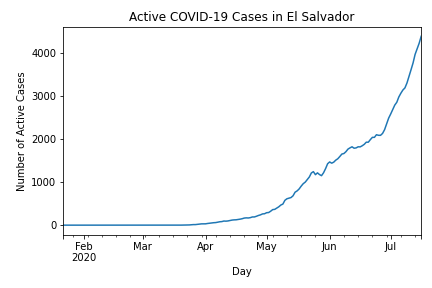 Active COVID-19 Cases in El Salvador
Number of Active Cases
4000
3000
2000
1000
0
Feb Mar Apr May Jun Jul
2020
Day